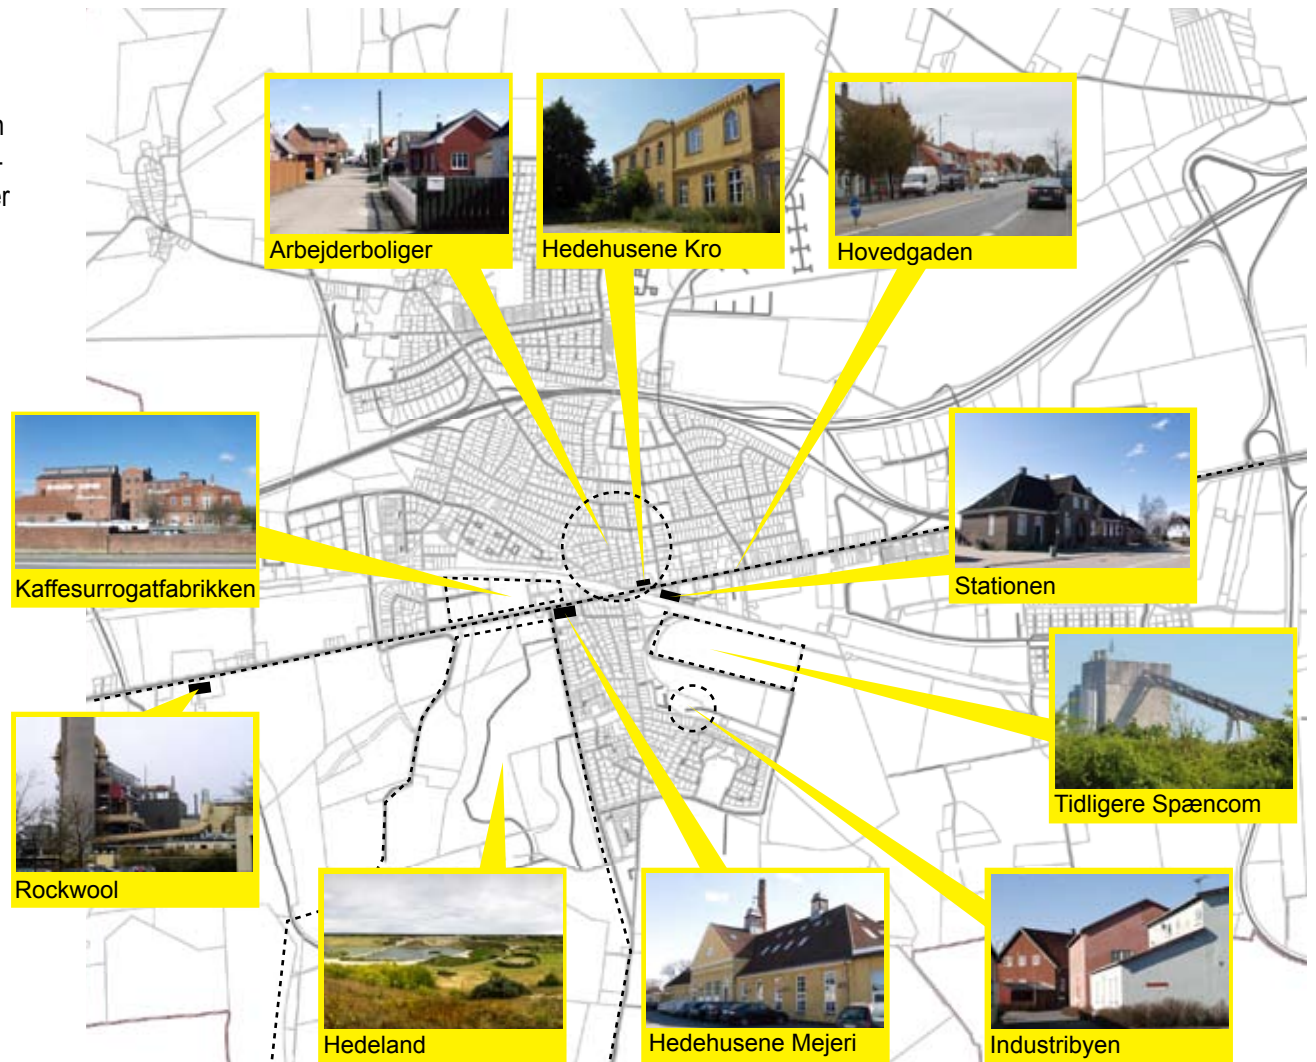 Arbejderboliger
Hedehusene Kro
Hovedgaden
Kaffesurrogatfabrikken
Stationen
Tidligere Spæncom
Rockwool
Hedeland
Hedehusene Mejeri
Industribyen